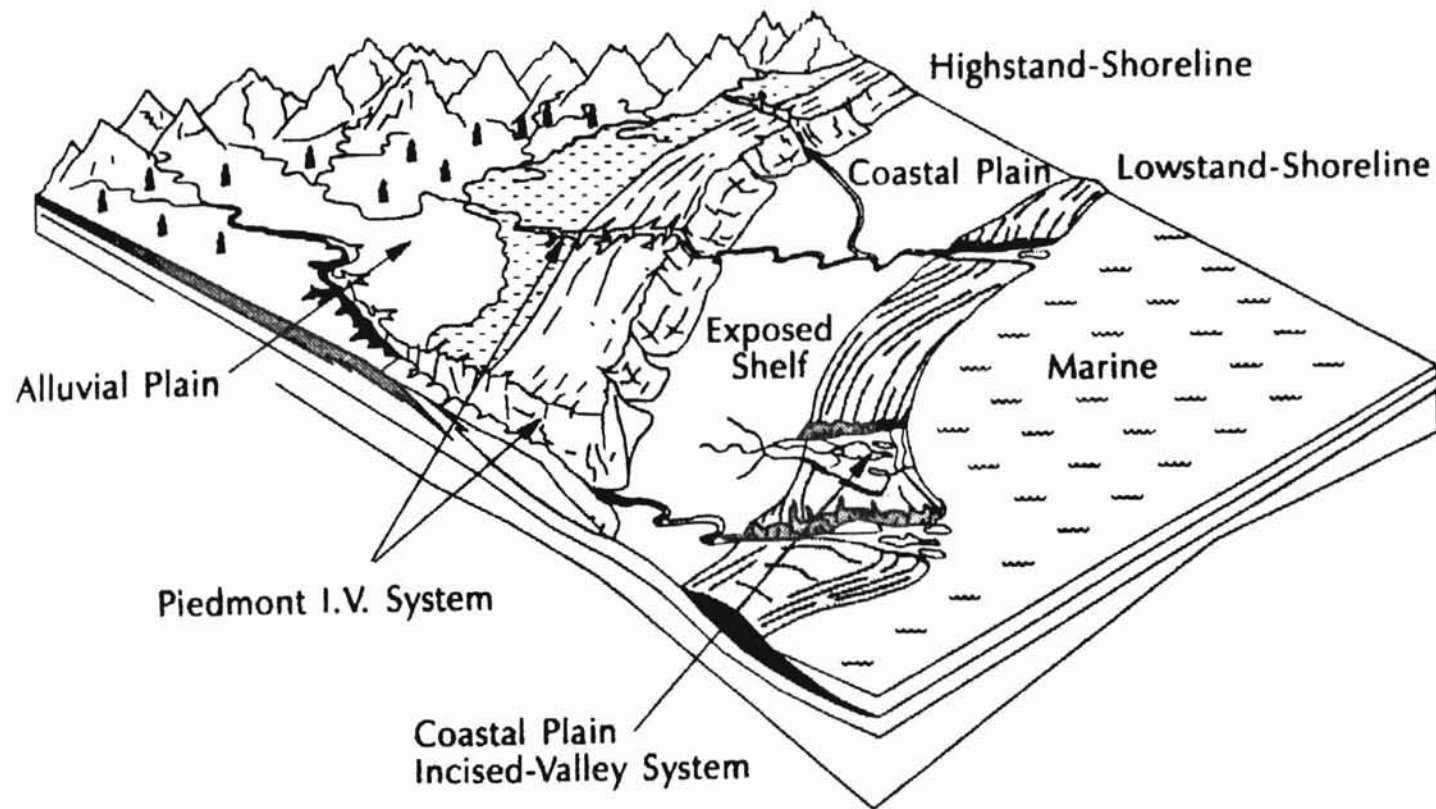 Highstand-Shoreline
Coastal Plain
Lowstand-Shoreline
Exposed
Shelf
Marine
Alluvial Plain
Piedmont I.V. System
Coastal Plain
Incised-Valley System